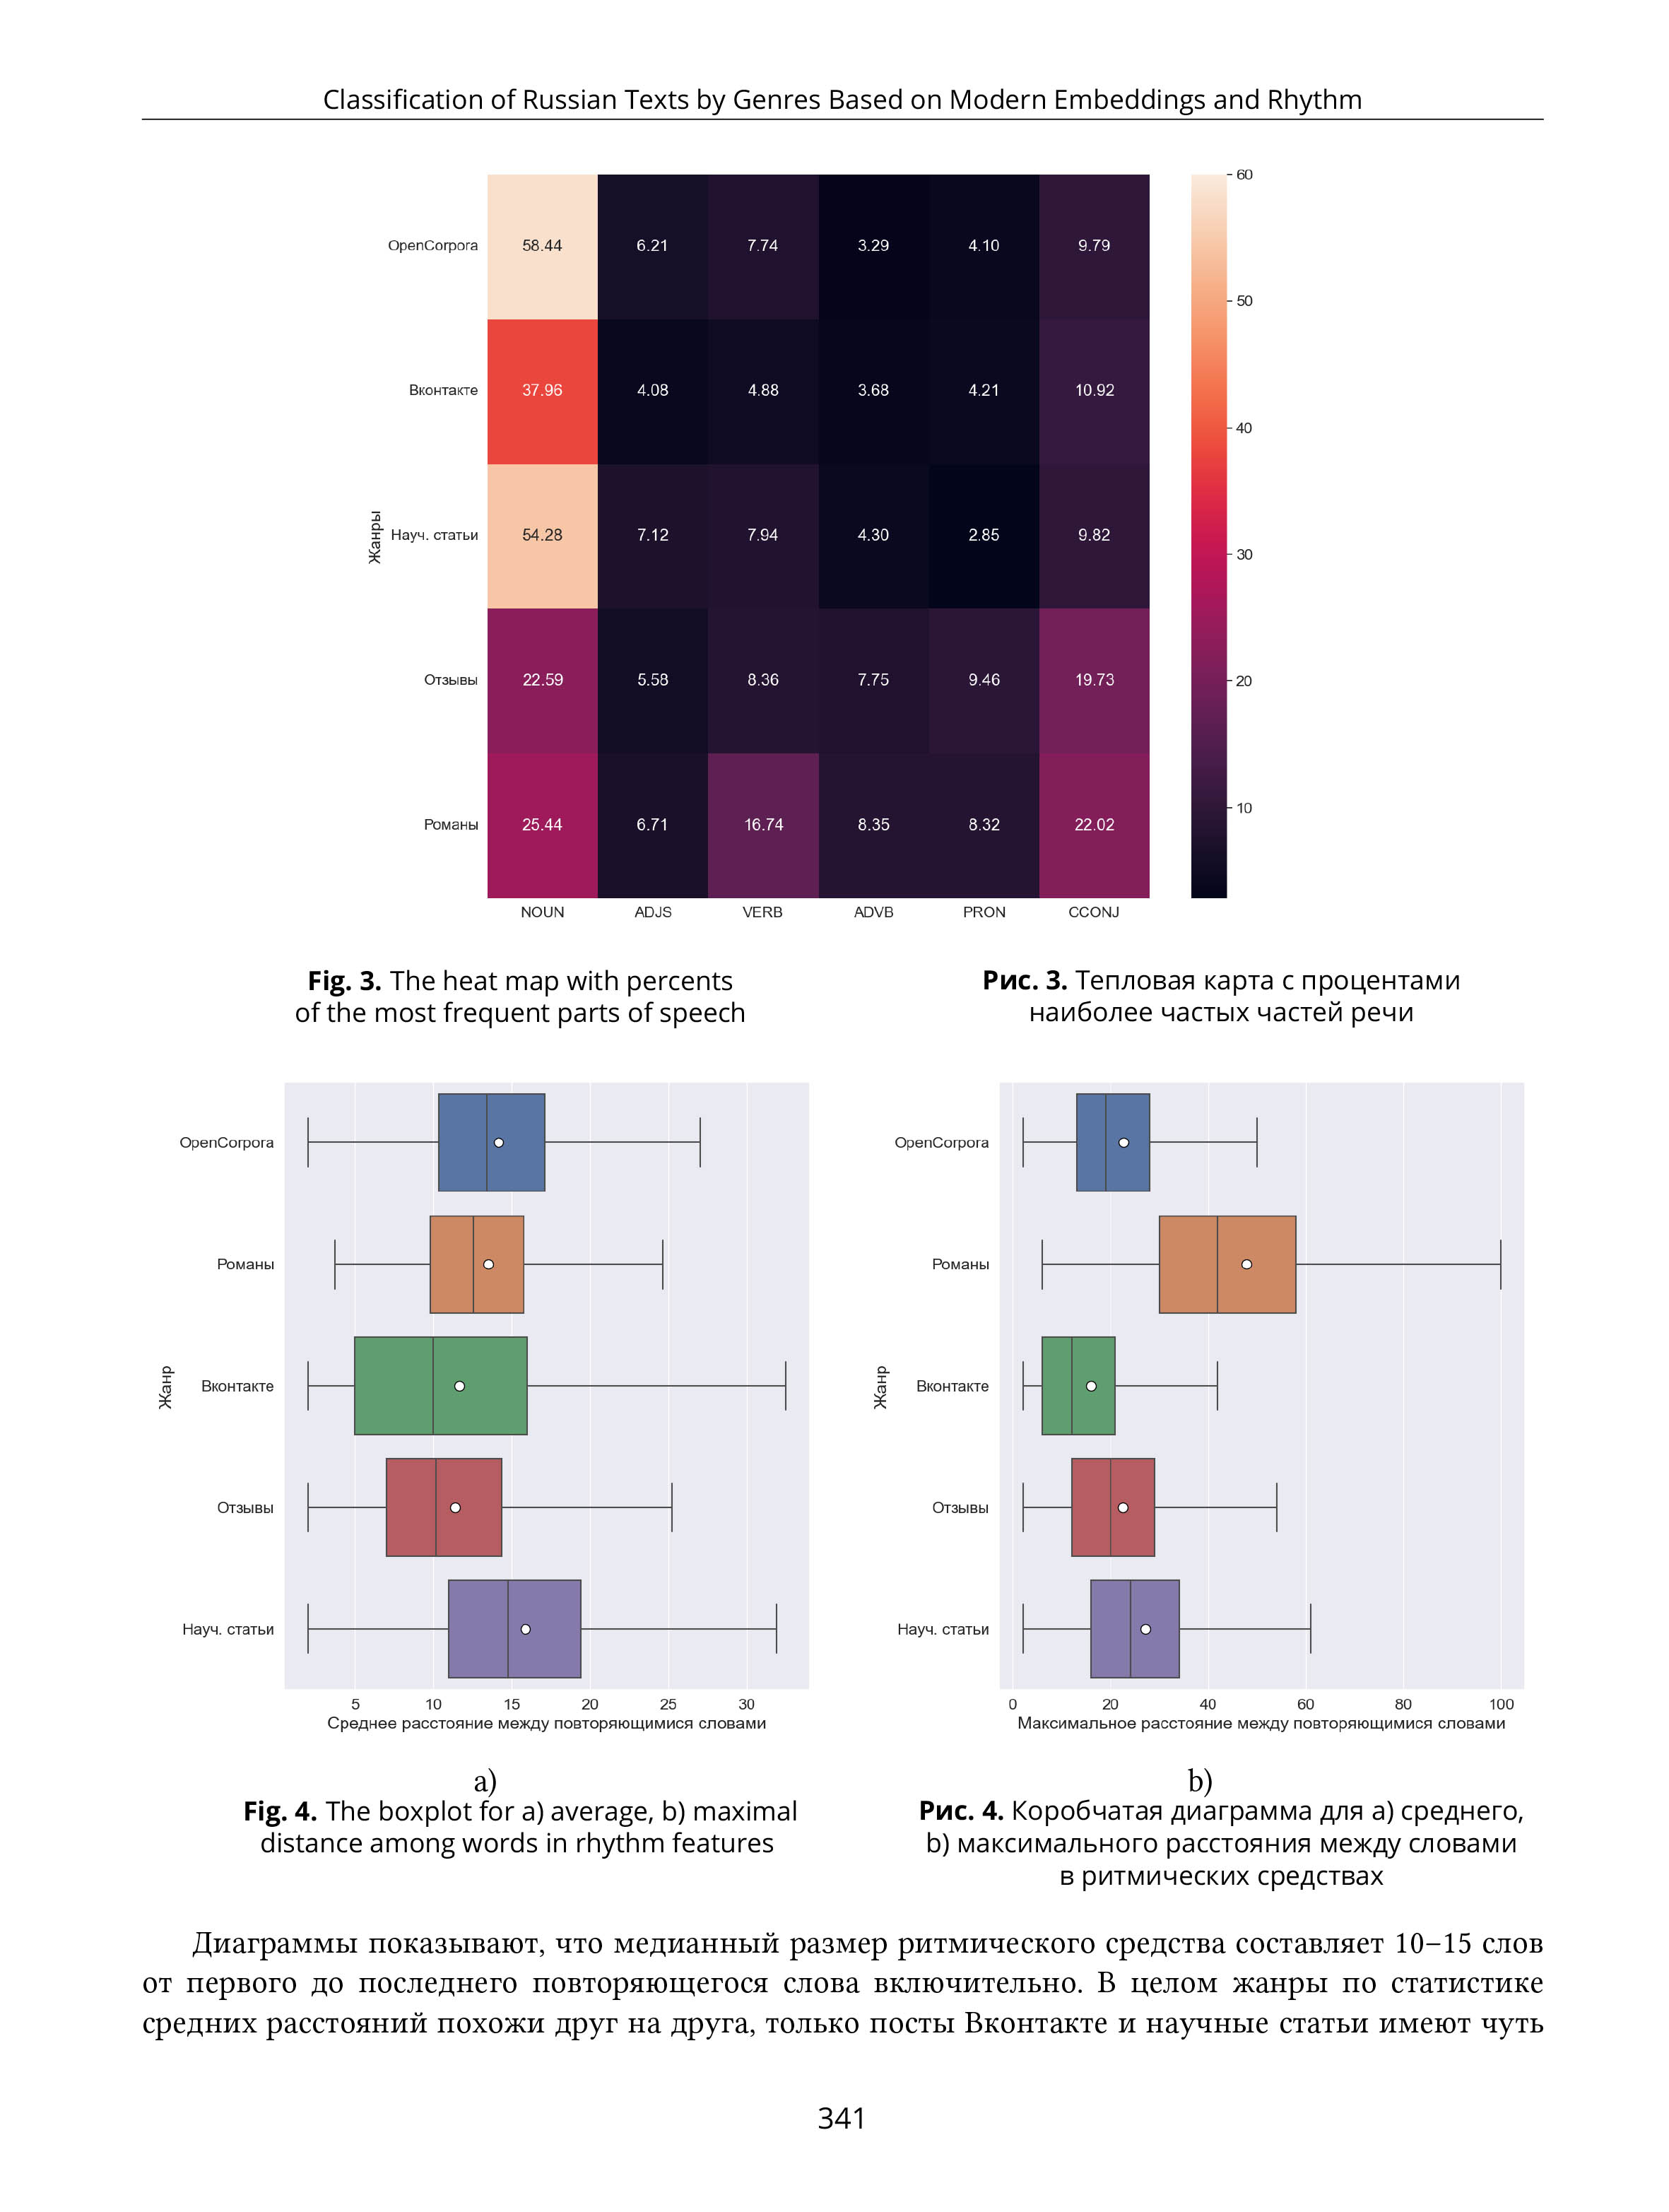 Classification of Russian Texts by Genres Based on Modern Embeddings and Rhythm
60
OpenCorpora 58.44 6.21 7.74 3.29 4.10 9.79
50
Вконтакте 37.96 4.08 4.88 3.68 4.21 10.92
40
Жанры
Науч. статьи 54.28 7.12 7.94 4.30 2.85 9.82
30
Отзывы 22.59 5.58 8.36 7.75 9.46 19.73
20
Романы 25.44 6.71 16.74 8.35 8.32 22.02
10
NOUN ADJS VERB ADVB PRON CCONJ
Fig. 3. The heat map with percents
of the most frequent parts of speech
Рис. 3. Тепловая карта с процентами
наиболее частых частей речи
OpenCorpora
Романы
Жанр
Вконтакте
Отзывы
Науч. статьи
5 10 15 20 25 30
Среднее расстояние между повторяющимися словами
a)
OpenCorpora
Романы
Жанр
Вконтакте
Отзывы
Науч. статьи
0 20 40 60 80 100
Максимальное расстояние между повторяющимися словами
b)
Fig. 4. The boxplot for a) average, b) maximal
distance among words in rhythm features
Рис. 4. Коробчатая диаграмма для а) среднего,
b) максимального расстояния между словами
в ритмических средствах
Диаграммы показывают, что медианный размер ритмического средства составляет 10–15 слов
от первого до последнего повторяющегося слова включительно. В целом жанры по статистике
средних расстояний похожи друг на друга, только посты Вконтакте и научные статьи имеют чуть
341